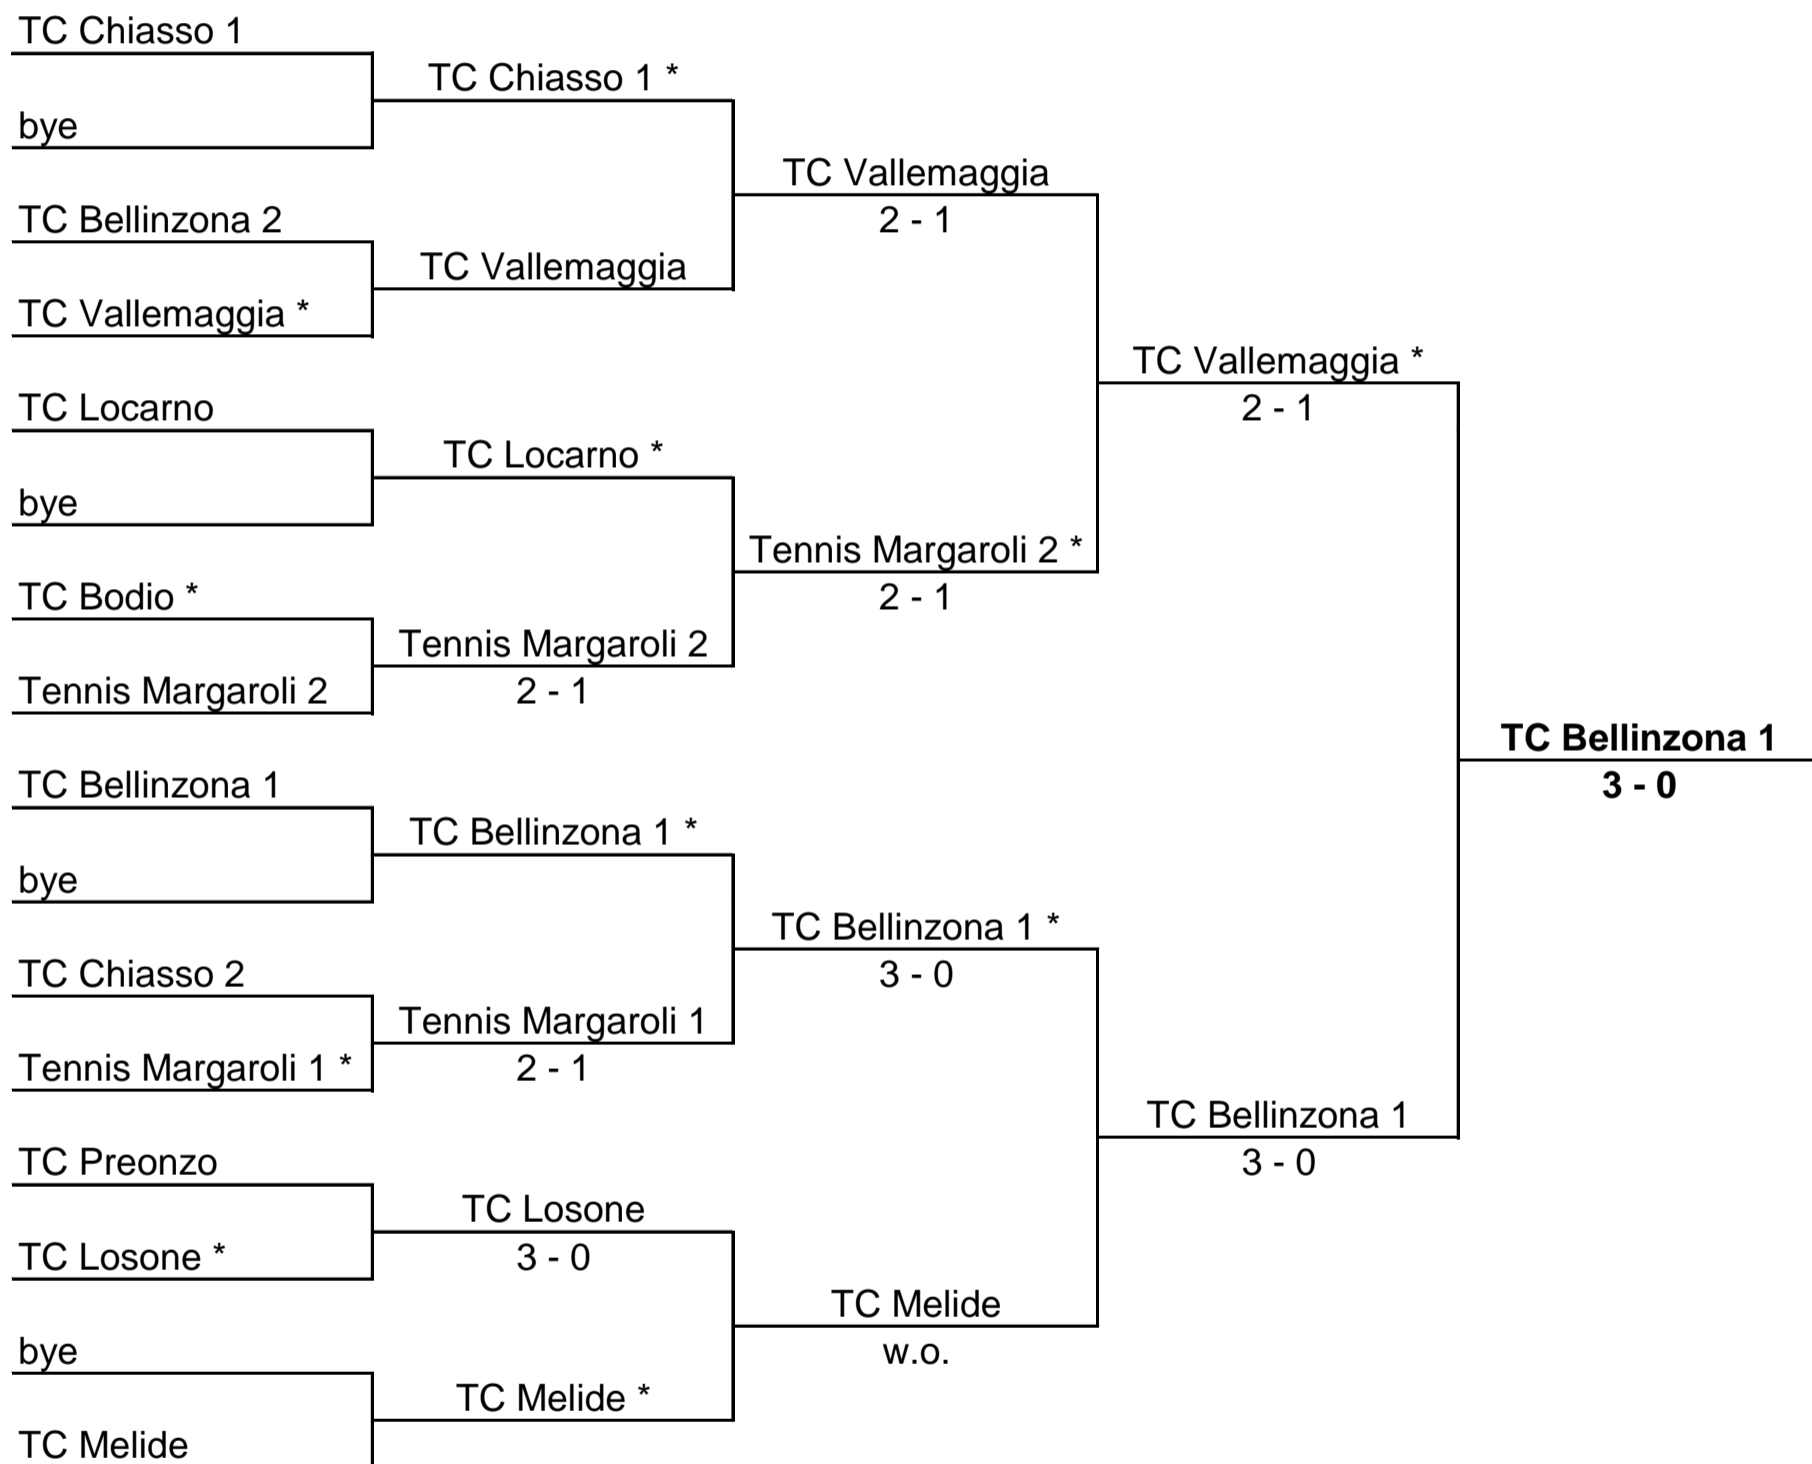 TC Chiasso 1
TC Chiasso 1 *
bye
TC Vallemaggia
2 - 1
TC Bellinzona 2
TC Vallemaggia
TC Vallemaggia *
TC Vallemaggia *
2 - 1
TC Locarno
TC Locarno *
bye
Tennis Margaroli 2 *
2 - 1
TC Bodio *
Tennis Margaroli 2
2 - 1
Tennis Margaroli 2
TC Bellinzona 1
3 - 0
TC Bellinzona 1
TC Bellinzona 1 *
bye
TC Bellinzona 1 *
3 - 0
TC Chiasso 2
Tennis Margaroli 1
2 - 1
Tennis Margaroli 1 *
TC Bellinzona 1
3 - 0
TC Preonzo
TC Losone
3 - 0
TC Losone *
TC Melide
w.o.
bye
TC Melide *
TC Melide